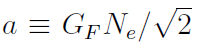 a ≡ G_F N_e/√2